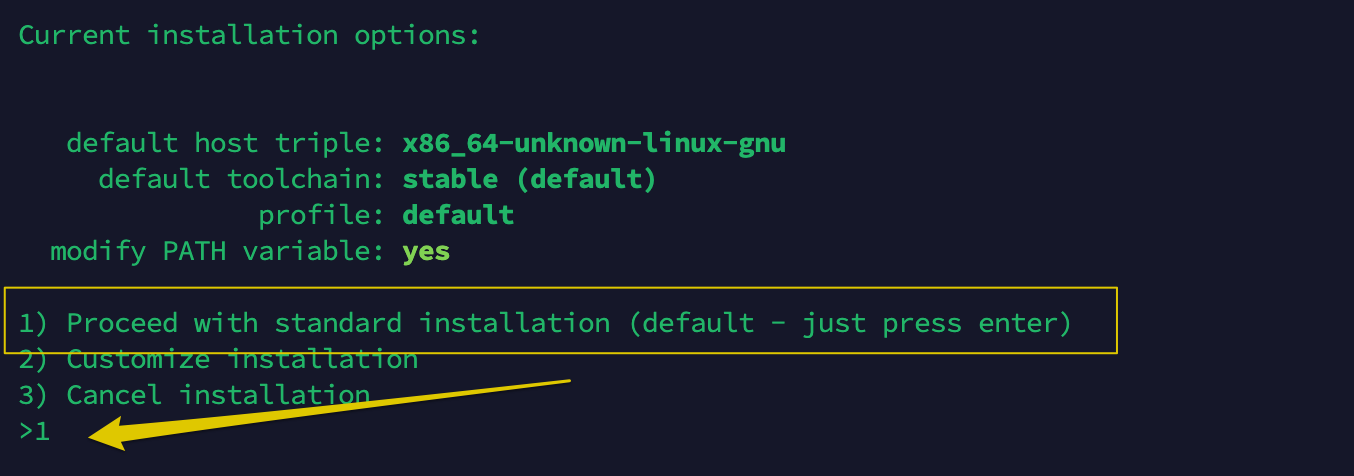 Current installation options:
default host triple: x86_64-unknown-linux-gnu
default toolchain: stable (default)
profile: default
modify PATH variable: yes
1) Proceed with standard installation (default - just press enter)
2) Customize installation
3) Cancel installation
>1